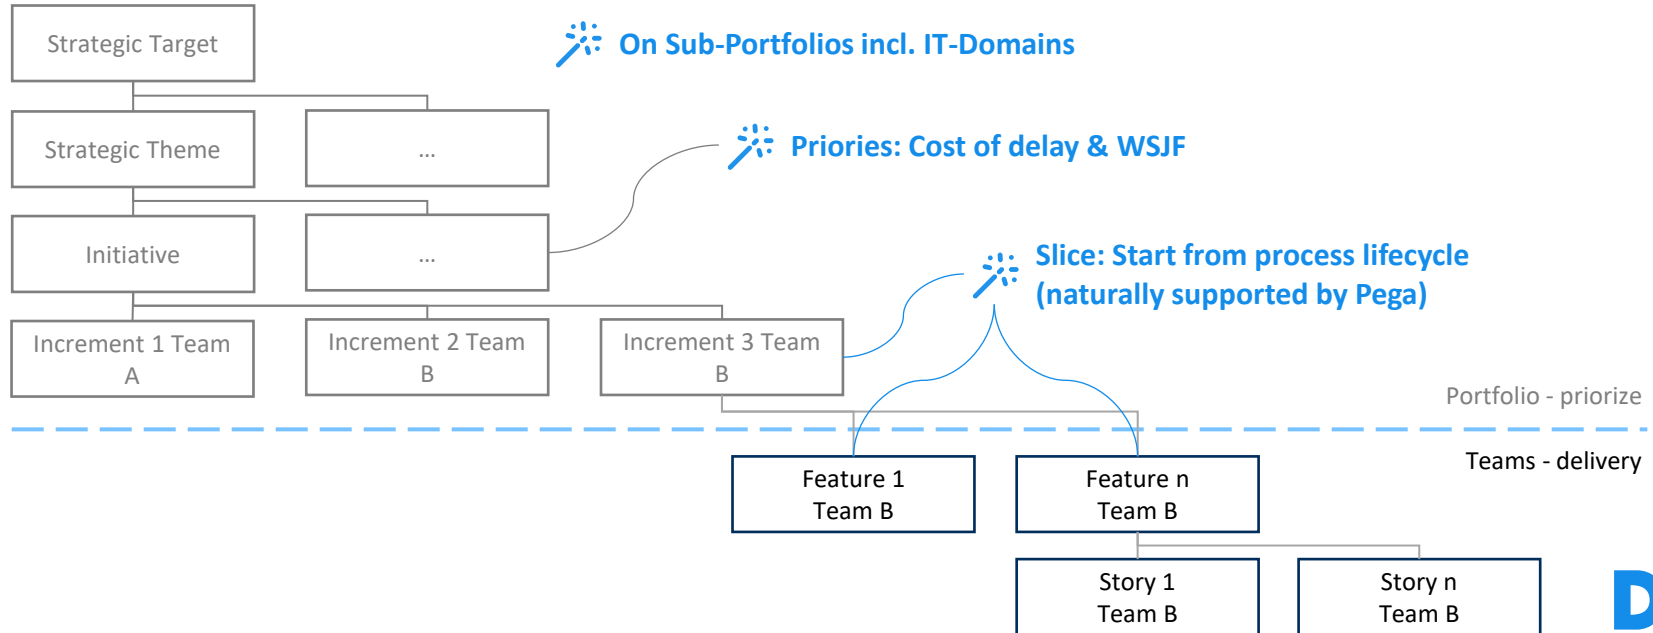 Strategic Target
On Sub-Portfolios incl. IT-Domains
Strategic Theme
...
Priories: Cost of delay & WSJF
Initiative
...
Slice: Start from process lifecycle
(naturally supported by Pega)
Increment 1 Team
A
Increment 2 Team
B
Increment 3 Team
B
Portfolio - priorize
Teams - delivery
Feature 1
Team B
Feature n
Team B
Story 1
Team B
Story n
Team B
D